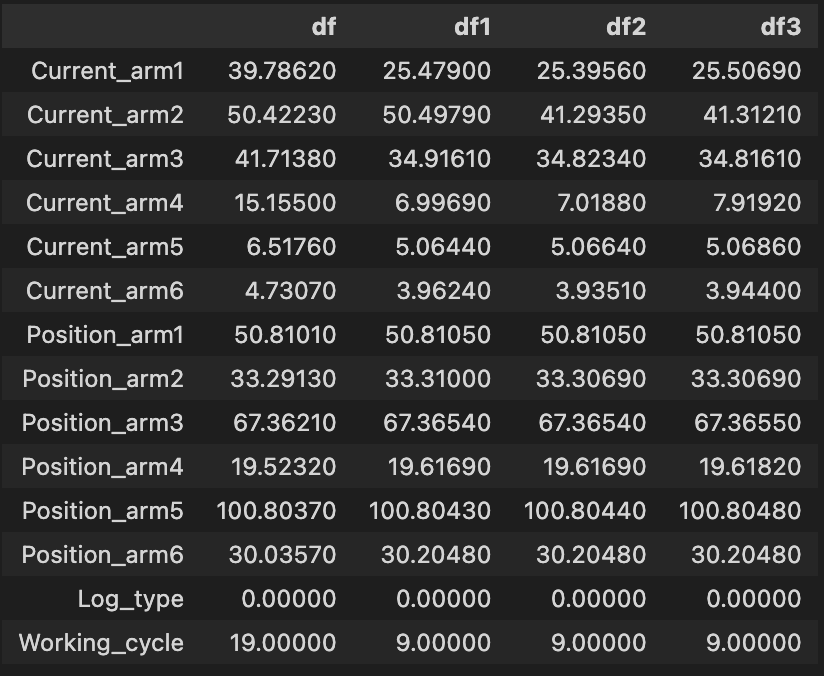 df df1 df2 df3
Current_arm1 39.78620 25.47900 25.39560 25.50690
Current_arm2 50.42230 50.49790 41.29350 41.31210
Current_arm3 41.71380 34.91610 34.82340 34.81610
Current_arm4 15.15500 6.99690 7.01880 7.91920
Current_arm5 6.51760 5.06440 5.06640 5.06860
Current_arm6 4.73070 3.96240 3.93510 3.94400
Position_arm1 50.81010 50.81050 50.81050 50.81050
Position_arm2 33.29130 33.31000 33.30690 33.30690
Position_arm3 67.36210 67.36540 67.36540 67.36550
Position_arm4 19.52320 19.61690 19.61690 19.61820
Position_arm5 100.80370 100.80430 100.80440 100.80480
Position_arm6 30.03570 30.20480 30.20480 30.20480
Log_type 0.00000 0.00000 0.00000 0.00000
Working_cycle 19.00000 9.00000 9.00000 9.00000